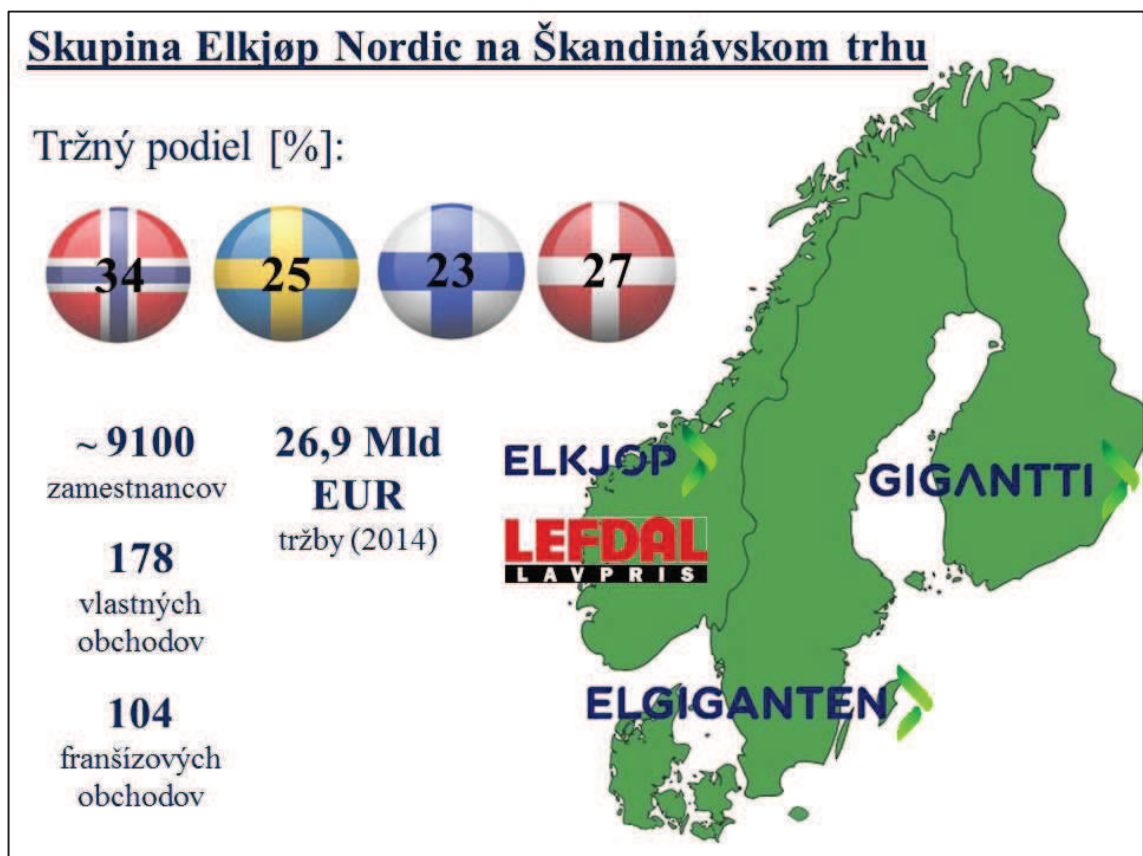 Skupina Elkjøp Nordic na Škandinávskom trhu
Tržný podiel [%]:
34 25 23 27
~ 9100
zamestnancov
26,9 Mld
EUR
tržby (2014)
178
vlastných
obchodov
104
franšízových
obchodov
ELKJØP
LEFDAL
LAVPRIS
GIGANTTI
ELGIGANTEN